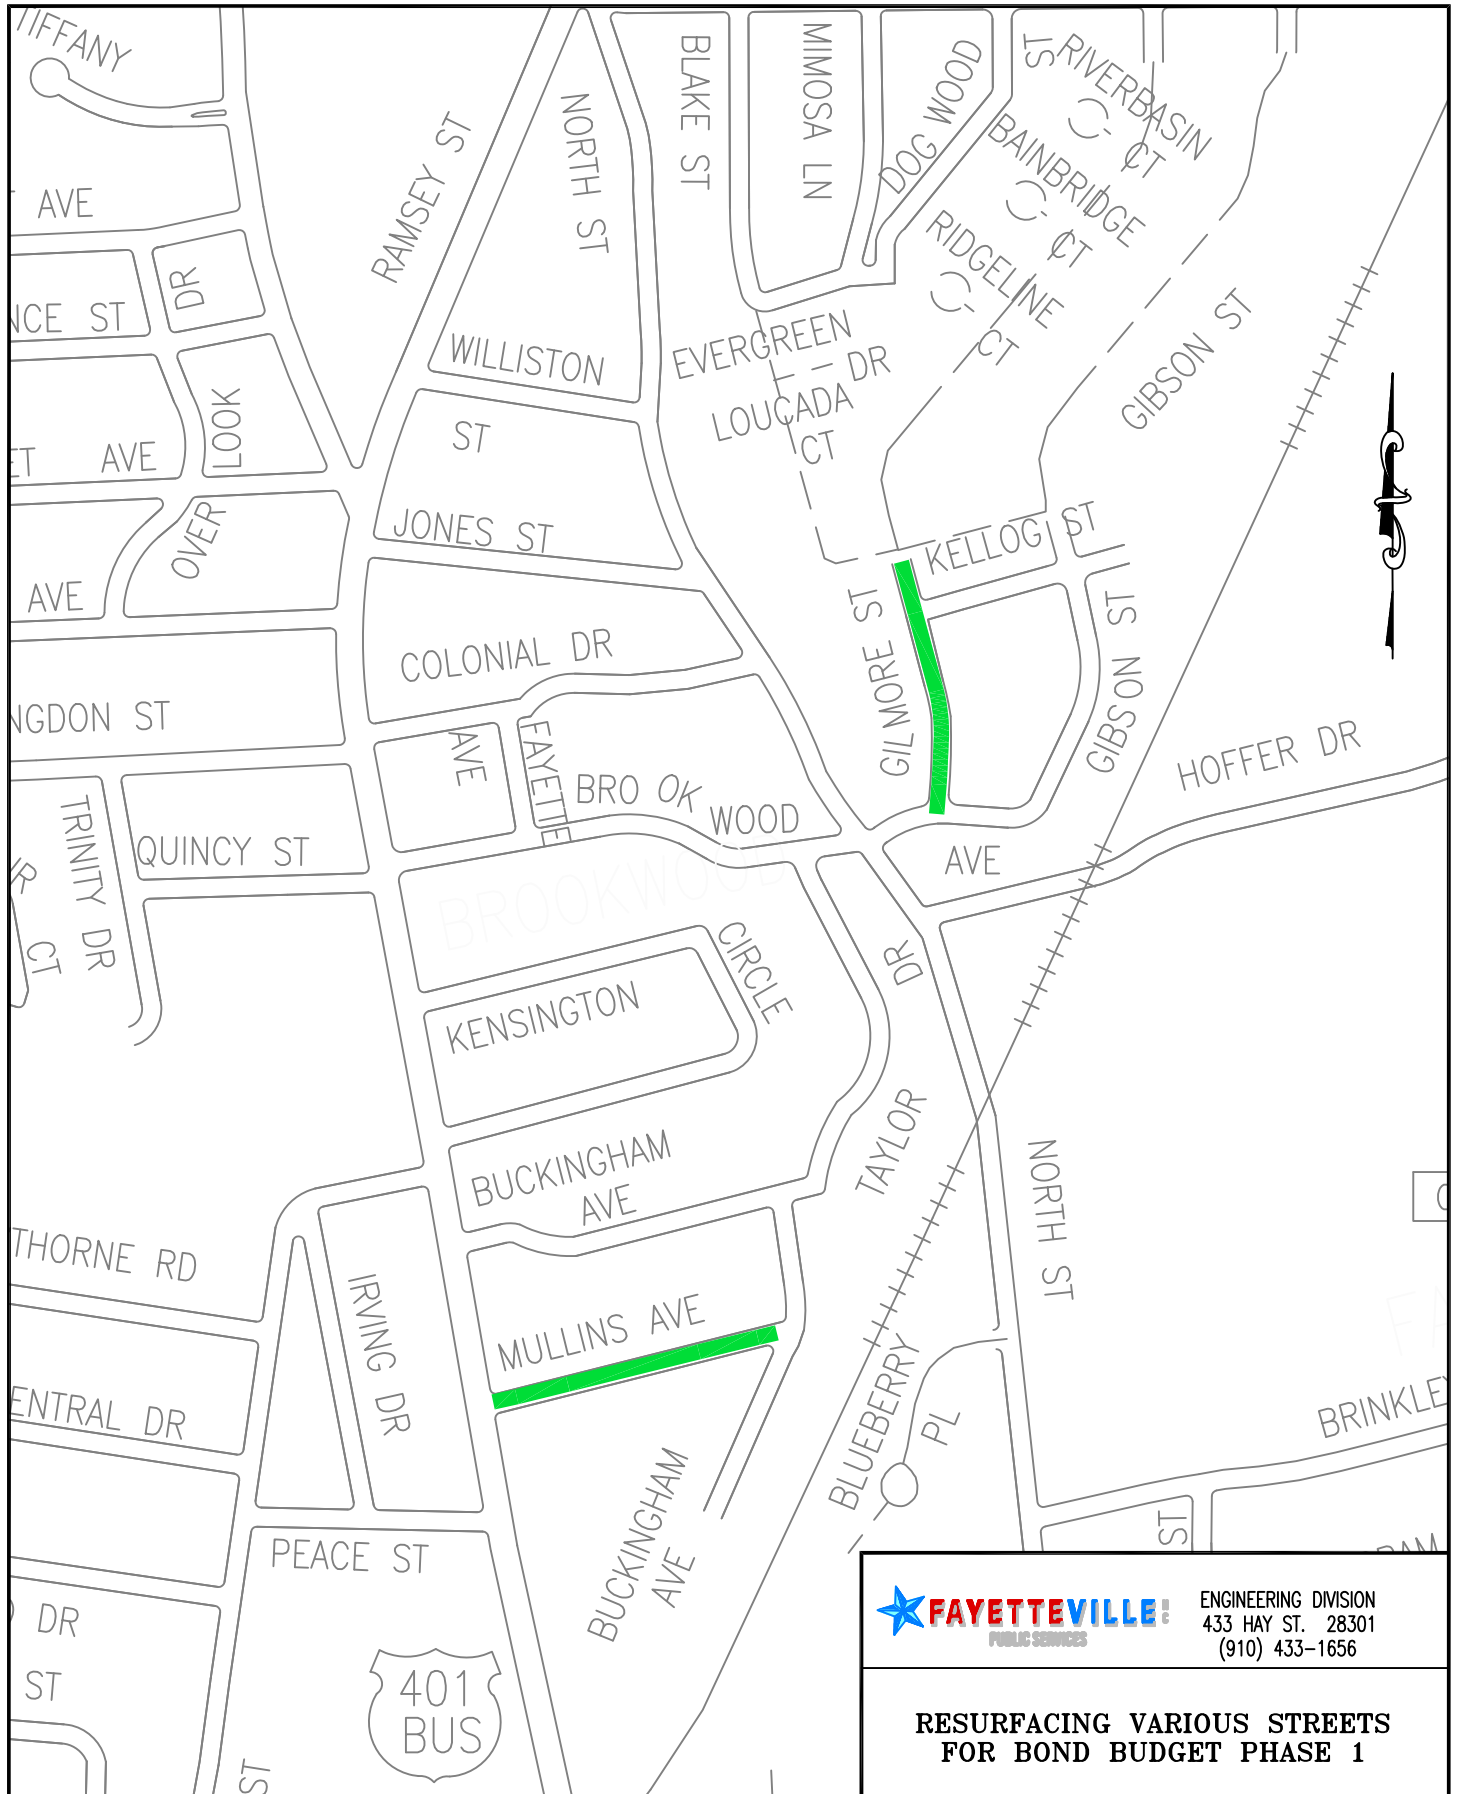 TIFFANY
RAMSEY ST
NORTH ST
BLAKE ST
MIMOSA LN
DOG WOOD
ST
RIVERBASIN
CT
BAINBRIDGE
CT
RIDGELINE
CT
AVE
DR
NCE ST
WILLISTON
ST
EVERGREEN
DR
LOUCADA
CT
GIBSON ST
LOOK
OVER
ET AVE
JONES ST
KELLOG ST
AVE
COLONIAL DR
GILMORE ST
GIBSON ST
NGDON ST
AVE
FAYETTE
BRO OK
WOOD
AVE
HOFFER DR
TRINITY DR
QUINCY ST
R
CT
BROOKWOOD
CIRCLE
KENSINGTON
DR
TAYLOR
BUCKINGHAM
AVE
NORTH ST
THORNE RD
IRVING DR
MULLINS AVE
ENTRAL DR
BLUEBERRY
PL
BRINKLEY
BUCKINGHAM
AVE
ST
PEACE ST
DR
ST
401
BUS
ST
FAYETTEVILLE
PUBLIC SERVICES
ENGINEERING DIVISION
433 HAY ST. 28301
(910) 433-1656
RESURFACING VARIOUS STREETS
FOR BOND BUDGET PHASE 1